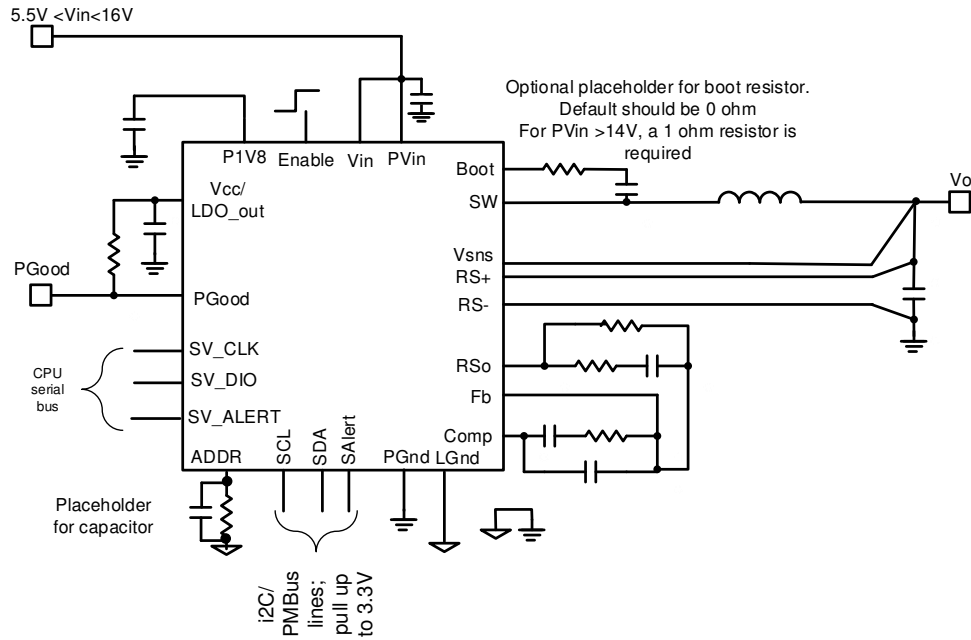 5.5V <Vin<16V
Optional placeholder for boot resistor.
Default should be 0 ohm
For PVin >14V, a 1 ohm resistor is
required
P1V8
Enable
Vin
PVin
Boot
SW
Vo
Vcc/
LDO_out
Vsns
RS+
RS-
PGood
PGood
SV_CLK
SV_DIO
SV_ALERT
CPU
serial
bus
RSo
Fb
Comp
ADDR
SCL
SDA
SAlert
PGnd
LGnd
Placeholder
for capacitor
i2C/
PMBus
lines;
pull up
to 3.3V